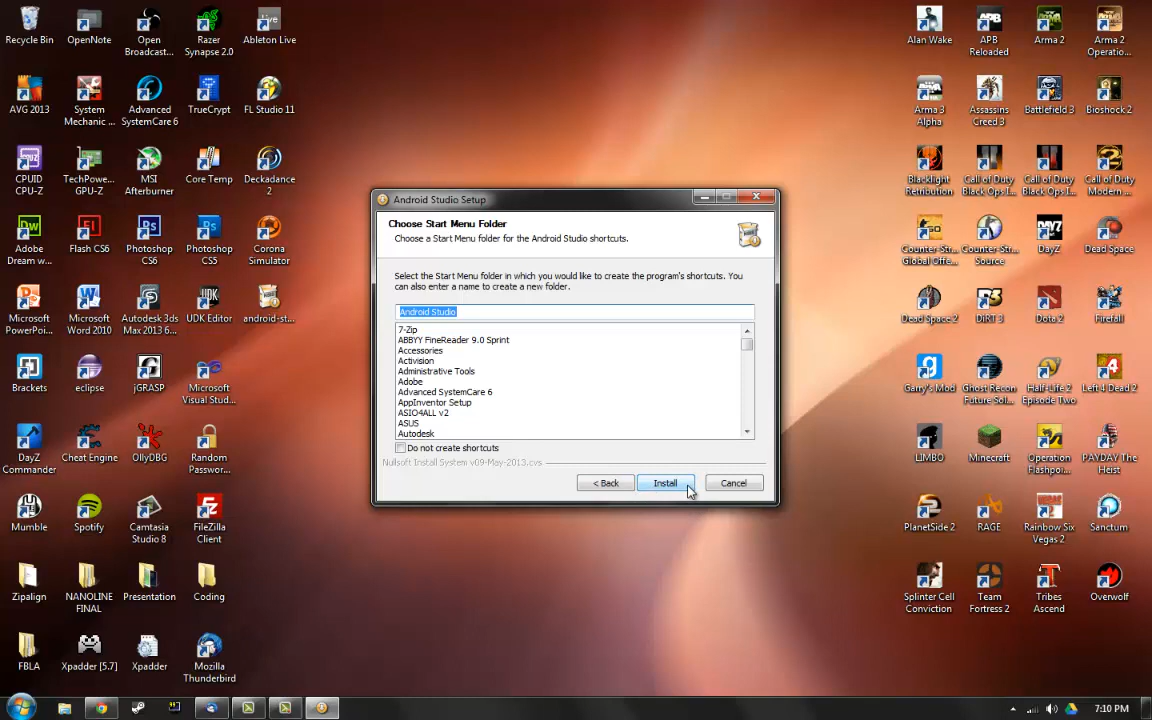 Recycle Bin
OpenNote
Open
Broadcast...
Razer
Synapse 2.0
Ableton Live
AVG 2013
System
Mechanic ...
Advanced
SystemCare 6
TrueCrypt
FL Studio 11
CPUID
CPU-Z
TechPowe...
GPU-Z
MSI
Afterburner
Core Temp
Deckadance
2
Adobe
Dream w...
Flash CS6
Photoshop
CS6
Photoshop
CS5
Corona
Simulator
Microsoft
PowerPoi...
Microsoft
Word 2010
Autodesk 3ds
Max 2013 6...
UDK Editor
android-st...
Brackets
eclipse
jGRASP
Microsoft
Visual Stud...
DayZ
Commander
Cheat Engine
OllyDBG
Random
Passwor...
Mumble
Spotify
Camtasia
Studio 8
FileZilla
Client
Zipalign
NANOLINE
FINAL
Presentation
Coding
FBLA
Xpadder [5.7]
Xpadder
Mozilla
Thunderbird
Android Studio Setup
Choose Start Menu Folder
Choose a Start Menu folder for the Android Studio shortcuts.
Select the Start Menu folder in which you would like to create the program's shortcuts. You
can also enter a name to create a new folder.
Android Studio
7-Zip
ABBYY FineReader 9.0 Sprint
Accessories
Activision
Administrative Tools
Adobe
Advanced SystemCare 6
AppInventor Setup
ASIO4ALL v2
ASUS
Autodesk
Do not create shortcuts
Nullsoft Install System v09-May-2013.cvs
< Back
Install
Cancel
Alan Wake
APB
Reloaded
Arma 2
Arma 2
Operatio...
Arma 3
Alpha
Assassins
Creed 3
Battlefield 3
Bioshock 2
Blacklight
Retribution
Call of Duty
Black Ops I...
Call of Duty
Black Ops I...
Call of Duty
Modern ...
Counter-Str...
Global Offe...
Counter-Str...
Source
DayZ
Dead Space
Dead Space 2
DiRT 3
Dota 2
Firefall
Garry's Mod
Ghost Recon
Future Sol...
Half-Life 2
Episode Two
Left 4 Dead 2
LIMBO
Minecraft
Operation
Flashpoi...
PAYDAY The
Heist
PlanetSide 2
RAGE
Rainbow Six
Vegas 2
Sanctum
Splinter Cell
Conviction
Team
Fortress 2
Tribes
Ascend
Overwolf
7:10 PM